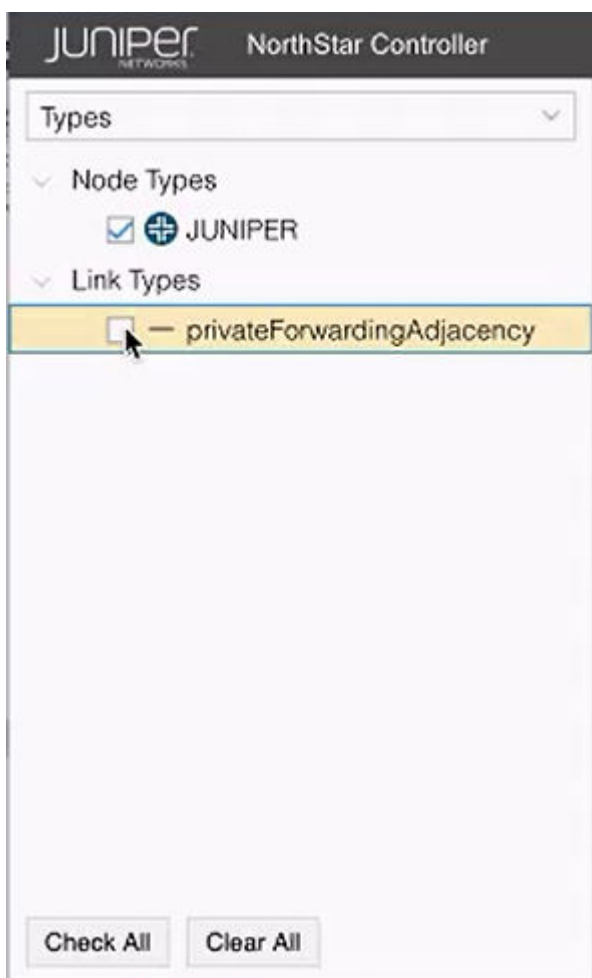 JUNIPER NETWORKS NorthStar Controller
Types
Node Types
JUNIPER
Link Types
privateForwardingAdjacency
Check All Clear All